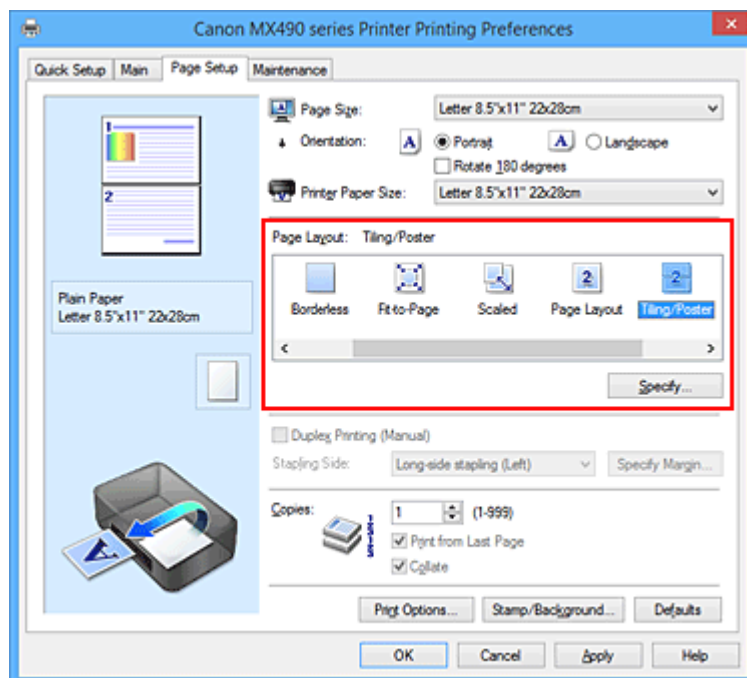 Canon MX490 series Printer Printing Preferences
Quick Setup Main Page Setup Maintenance
1
2
Plain Paper
Letter 8.5"x11" 22x28cm
A
Page Size: Letter 8.5"x11" 22x28cm
Orientation: A Portrait A Landscape
Rotate 180 degrees
Printer Paper Size: Letter 8.5"x11" 22x28cm
Page Layout: Tiling/Poster
2 2
Borderless Fit-to-Page Scaled Page Layout Tiling/Poster
Specify...
Duplex Printing (Manual)
Stapling Side: Long-side stapling (Left) Specify Margin...
Copies: 1 (1-999)
Print from Last Page
Collate
Print Options... Stamp/Background... Defaults
OK Cancel Apply Help